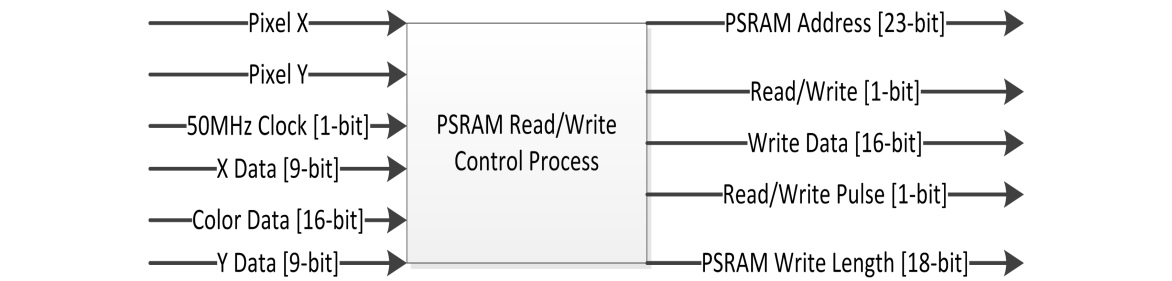 Pixel X
Pixel Y
50MHz Clock [1-bit]
X Data [9-bit]
Color Data [16-bit]
Y Data [9-bit]
PSRAM Read/Write
Control Process
PSRAM Address [23-bit]
Read/Write [1-bit]
Write Data [16-bit]
Read/Write Pulse [1-bit]
PSRAM Write Length [18-bit]